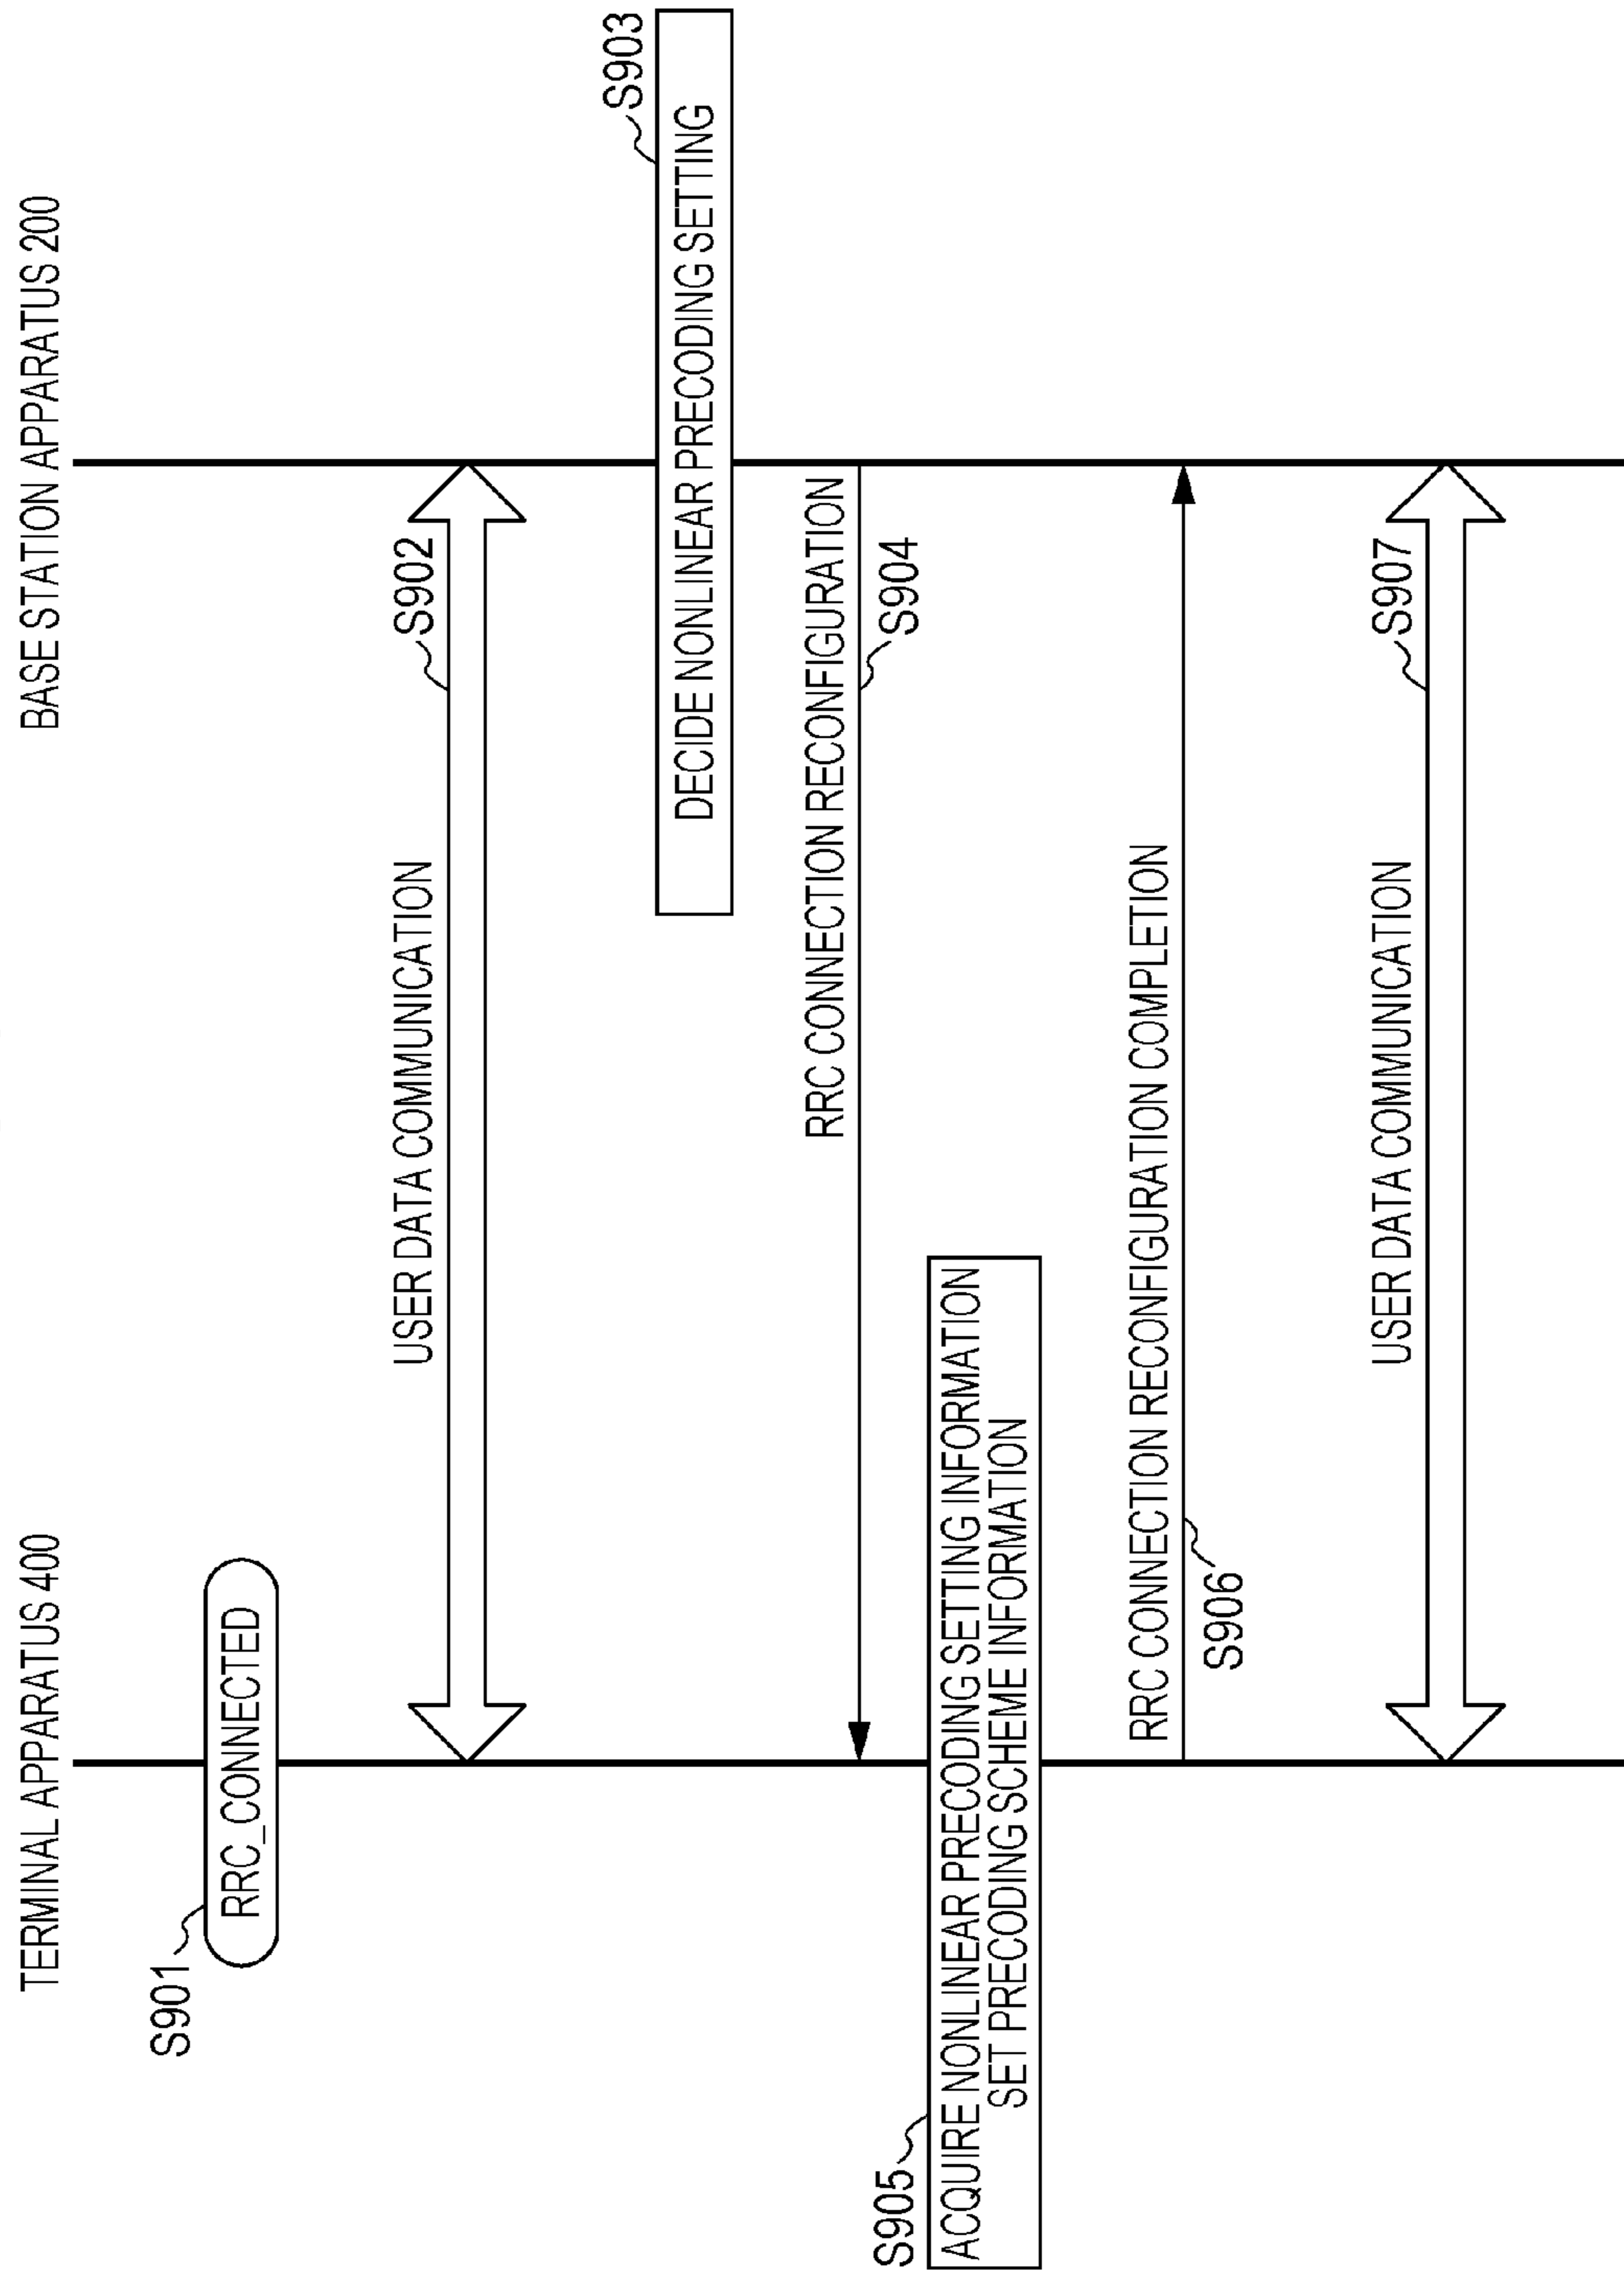 TERMINAL APPARATUS 400
BASE STATION APPARATUS 200
S901
RRC_CONNECTED
USER DATA COMMUNICATION
S902
S903
DECIDE NONLINEAR PRECODING SETTING
RRC CONNECTION RECONFIGURATION
S904
S905
ACQUIRE NONLINEAR PRECODING SETTING INFORMATION
SET PRECODING SCHEME INFORMATION
RRC CONNECTION RECONFIGURATION COMPLETION
S906
USER DATA COMMUNICATION
S907